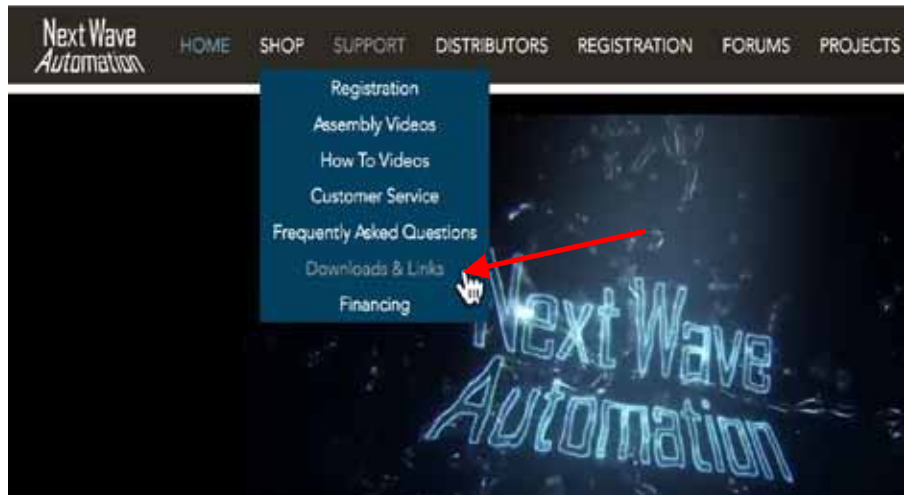 Next Wave
Automation
HOME SHOP SUPPORT DISTRIBUTORS REGISTRATION FORUMS PROJECTS
Registration
Assembly Videos
How To Videos
Customer Service
Frequently Asked Questions
Downloads & Links
Financing
Next Wave
Automation